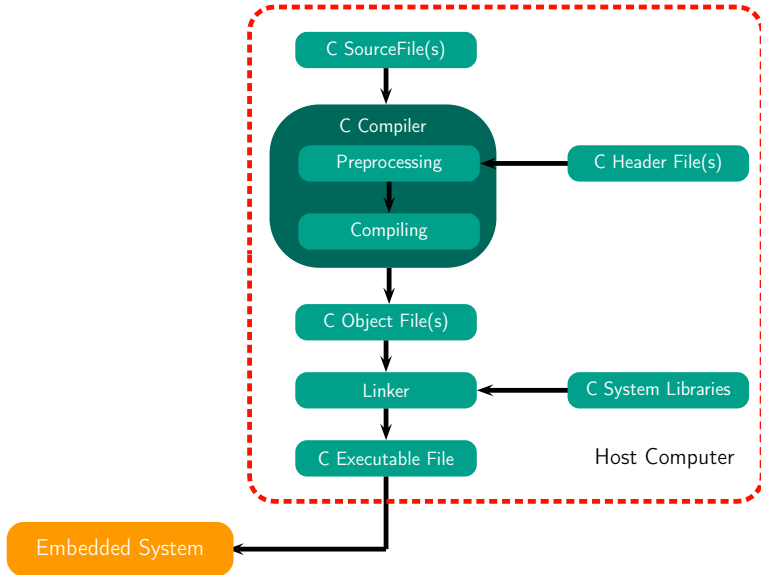 C SourceFile(s)
C Compiler
Preprocessing
C Header File(s)
Compiling
C Object File(s)
Linker
C System Libraries
C Executable File
Host Computer
Embedded System